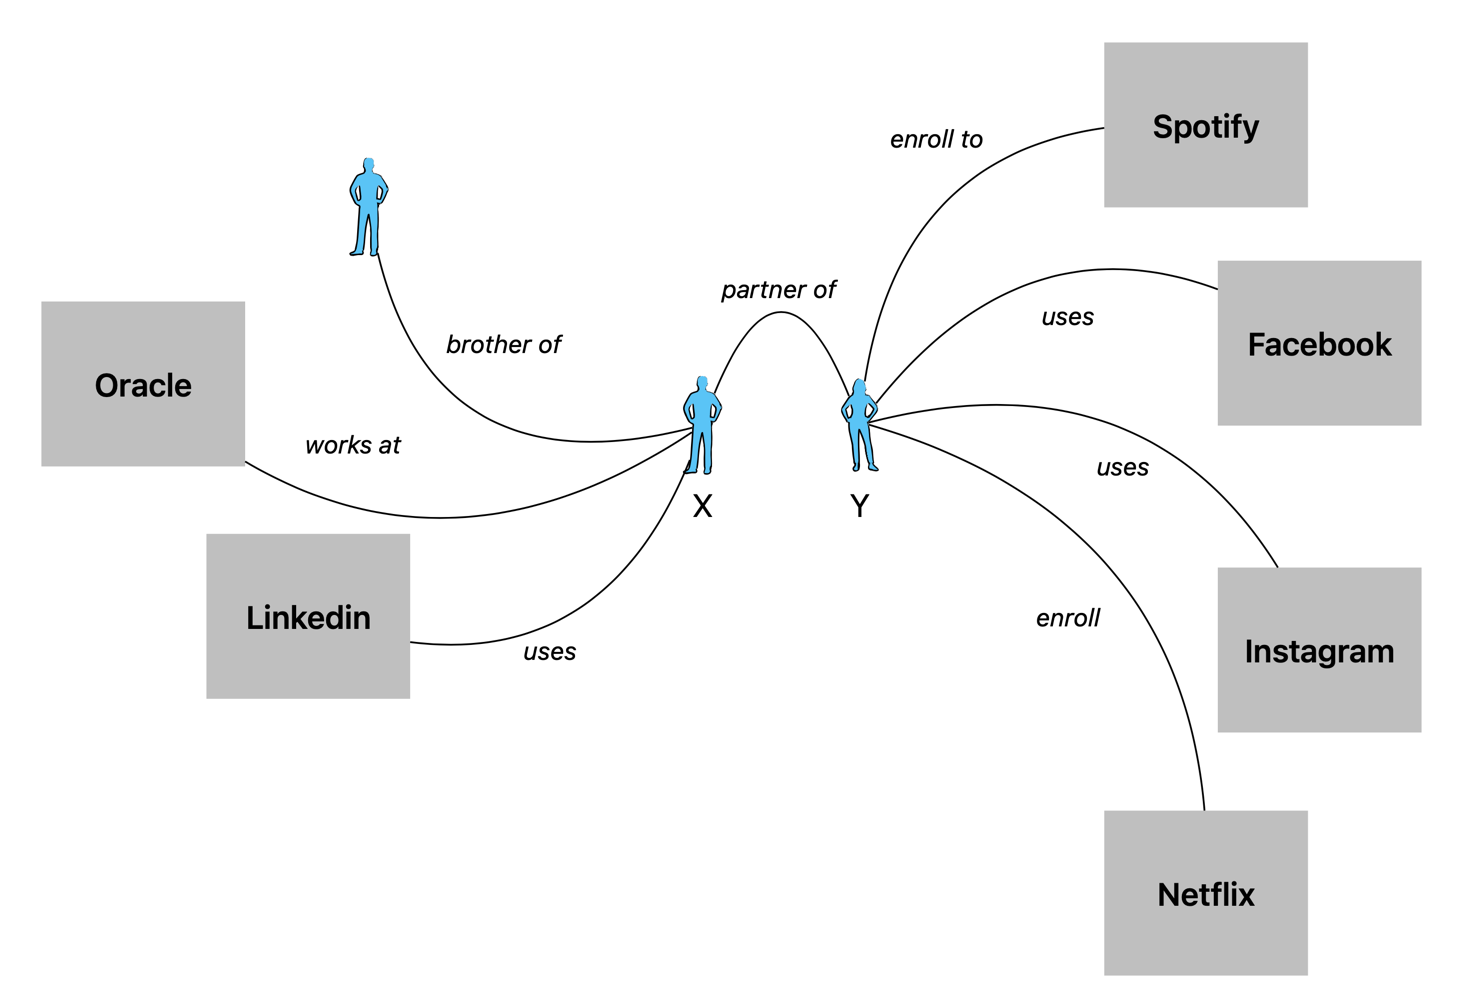 Spotify
enroll to
partner of
uses
Facebook
brother of
Oracle
works at
uses
X
Y
Linkedin
uses
enroll
Instagram
Netflix